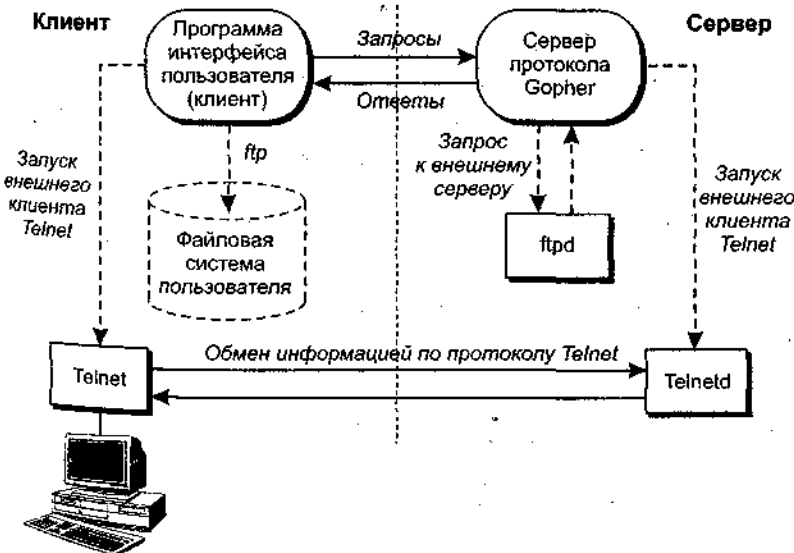 Клиент
Программа
интерфейса
пользователя
(клиент)
Запросы
Ответы
Сервер
протокола
Gopher
Сервер
Запуск
внешнего
клиента
Telnet
ftp
Файловая
система
пользователя
Запрос
к внешнему
серверу
ftpd
Запуск
внешнего
клиента
Telnet
Обмен информацией по протоколу Telnet
Telnet
Telnetd